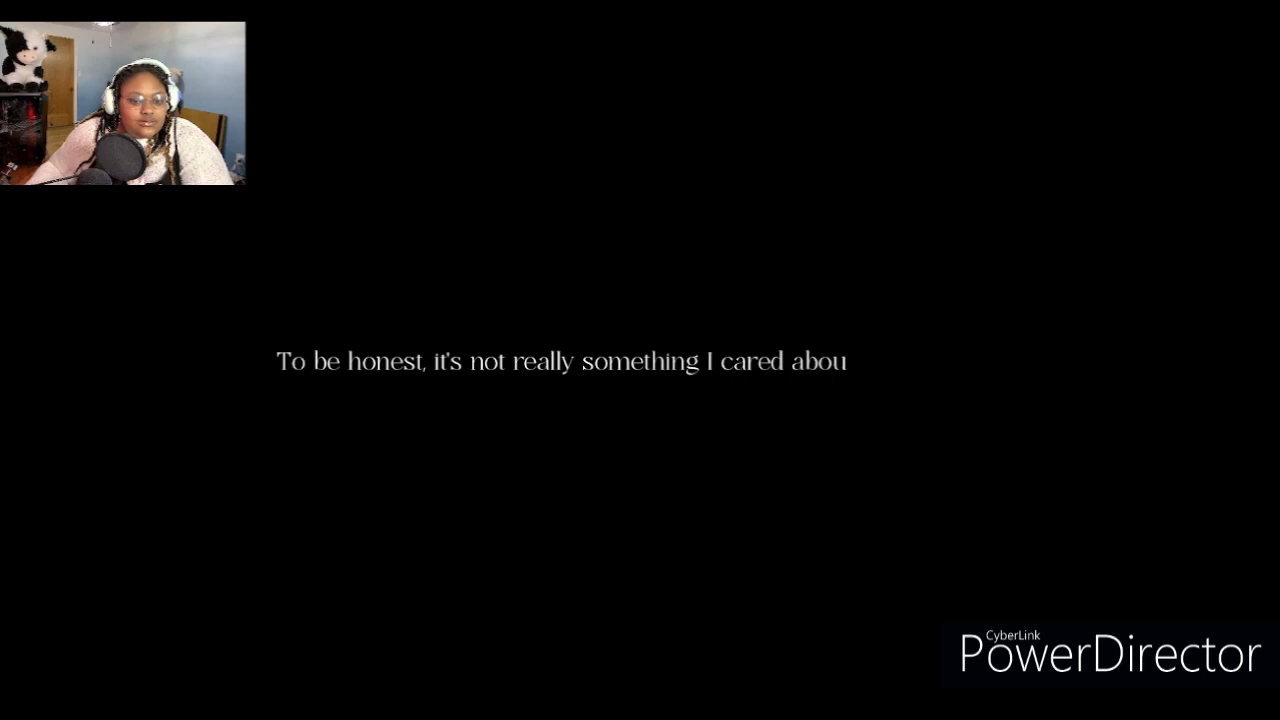 To be honest, it's not really something I cared abou
CyberLink
PowerDirector